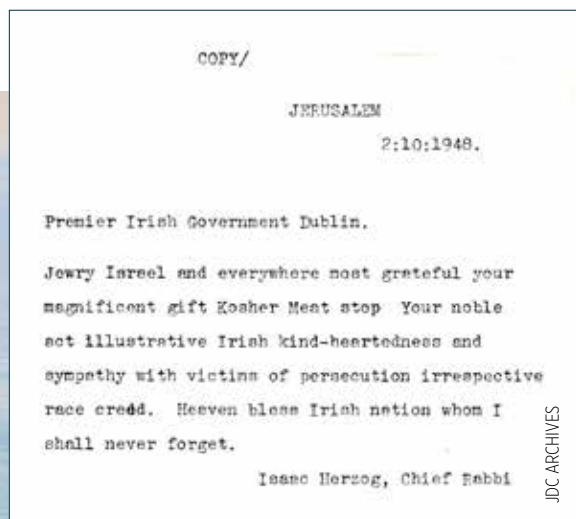 COPY/
JERUSALEM
2:10:1948.
Premier Irish Government Dublin.
Jewry Israel and everywhere most grateful your
magnificent gift Kosher Meat stop Your noble
act illustrative Irish kind-heartedness and
sympathy with victims of persecution irrespective
race credd. Heaven bless Irish nation whom I
shall never forget.
Isaac Herzog, Chief Rabbi
JDC ARCHIVES